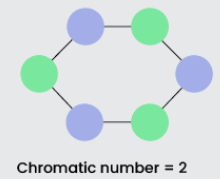 Chromatic number = 2